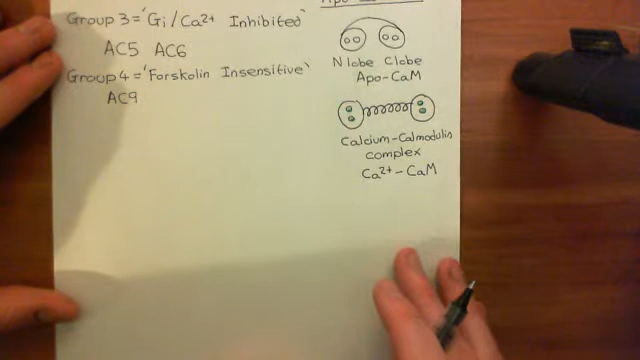 Group 3 = 'Gi / Ca²⁺ Inhibited'
AC5 AC6
Group 4 = 'Forskolin Insensitive'
AC9
N lobe C lobe
Apo-CaM
Calcium-Calmodulin
complex
Ca²⁺-CaM